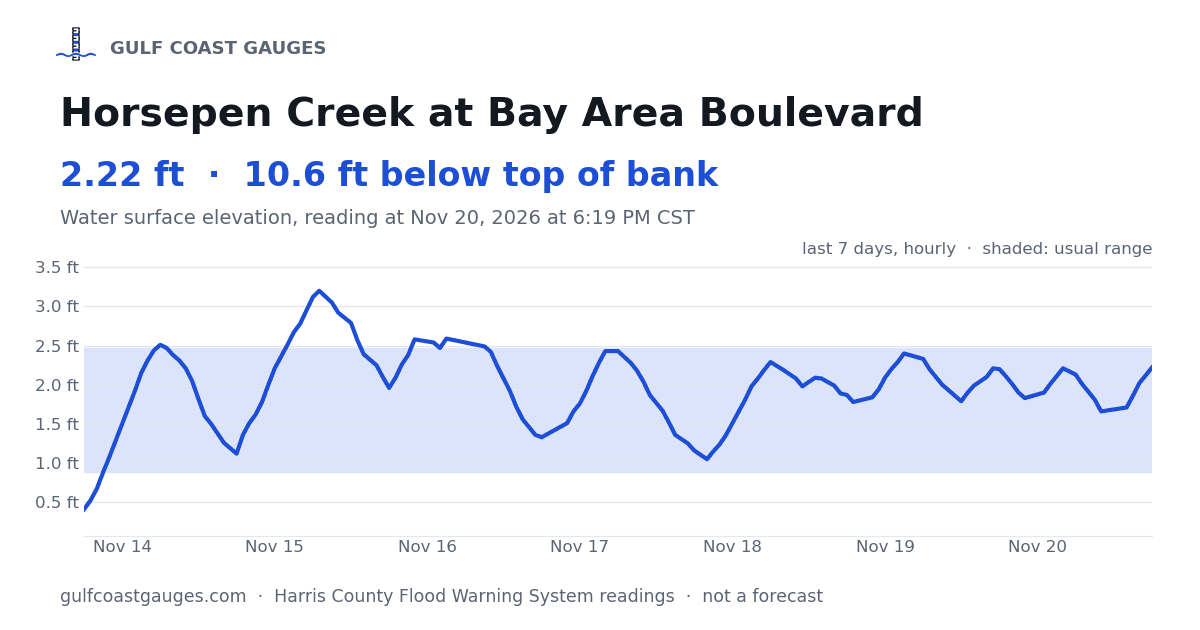 GULF COAST GAUGES
Horsepen Creek at Bay Area Boulevard
2.22 ft · 10.6 ft below top of bank
Water surface elevation, reading at Nov 20, 2026 at 6:19 PM CST
last 7 days, hourly · shaded: usual range
3.5 ft
3.0 ft
2.5 ft
2.0 ft
1.5 ft
1.0 ft
0.5 ft
Nov 14 Nov 15 Nov 16 Nov 17 Nov 18 Nov 19 Nov 20
gulfcoastgauges.com · Harris County Flood Warning System readings · not a forecast